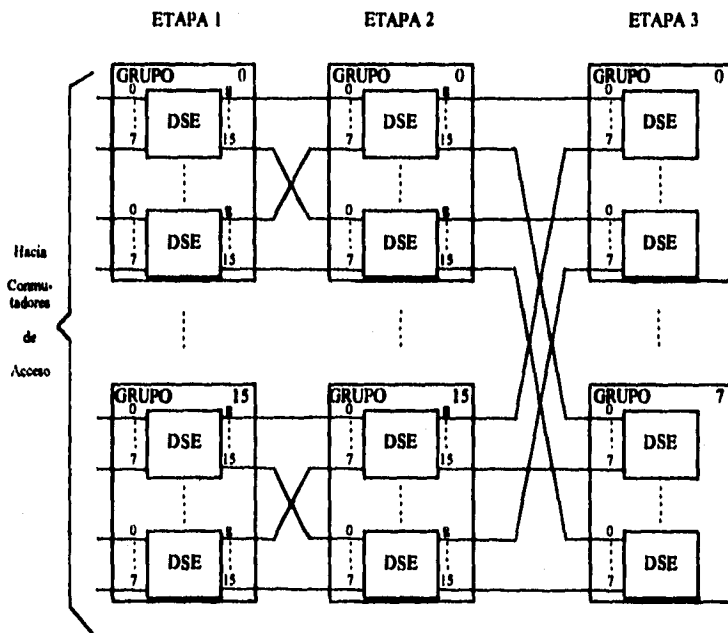 ETAPA 1 ETAPA 2 ETAPA 3
GRUPO 0 GRUPO 0 GRUPO 0
0 0 0
DSE DSE DSE
7 15 7 15 7
0 0 0
DSE DSE DSE
7 15 7 15 7
Hacia
Conmu-
tadores
de
Acceso
GRUPO 15 GRUPO 15 GRUPO 7
0 0 0
DSE DSE DSE
7 15 7 15 7
0 0 0
DSE DSE DSE
7 15 7 15 7